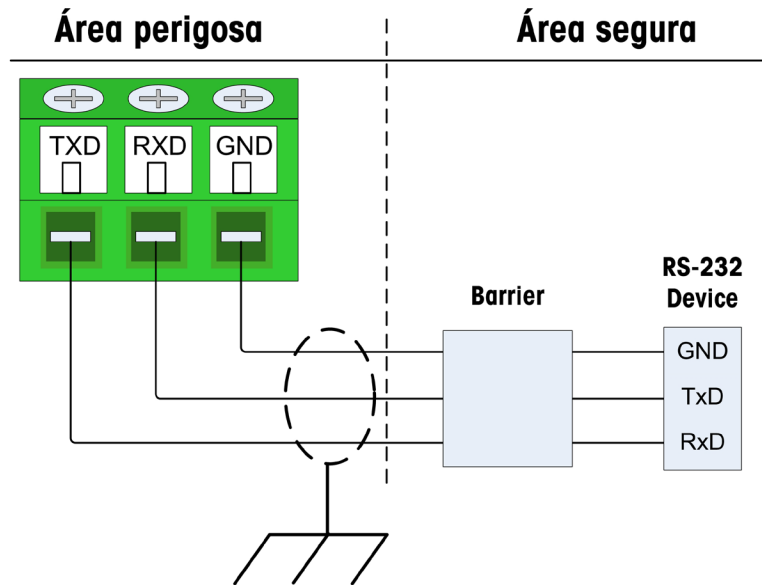 Área perigosa
Área segura
TXD RXD GND
RS-232
Device
Barrier
GND
TxD
RxD